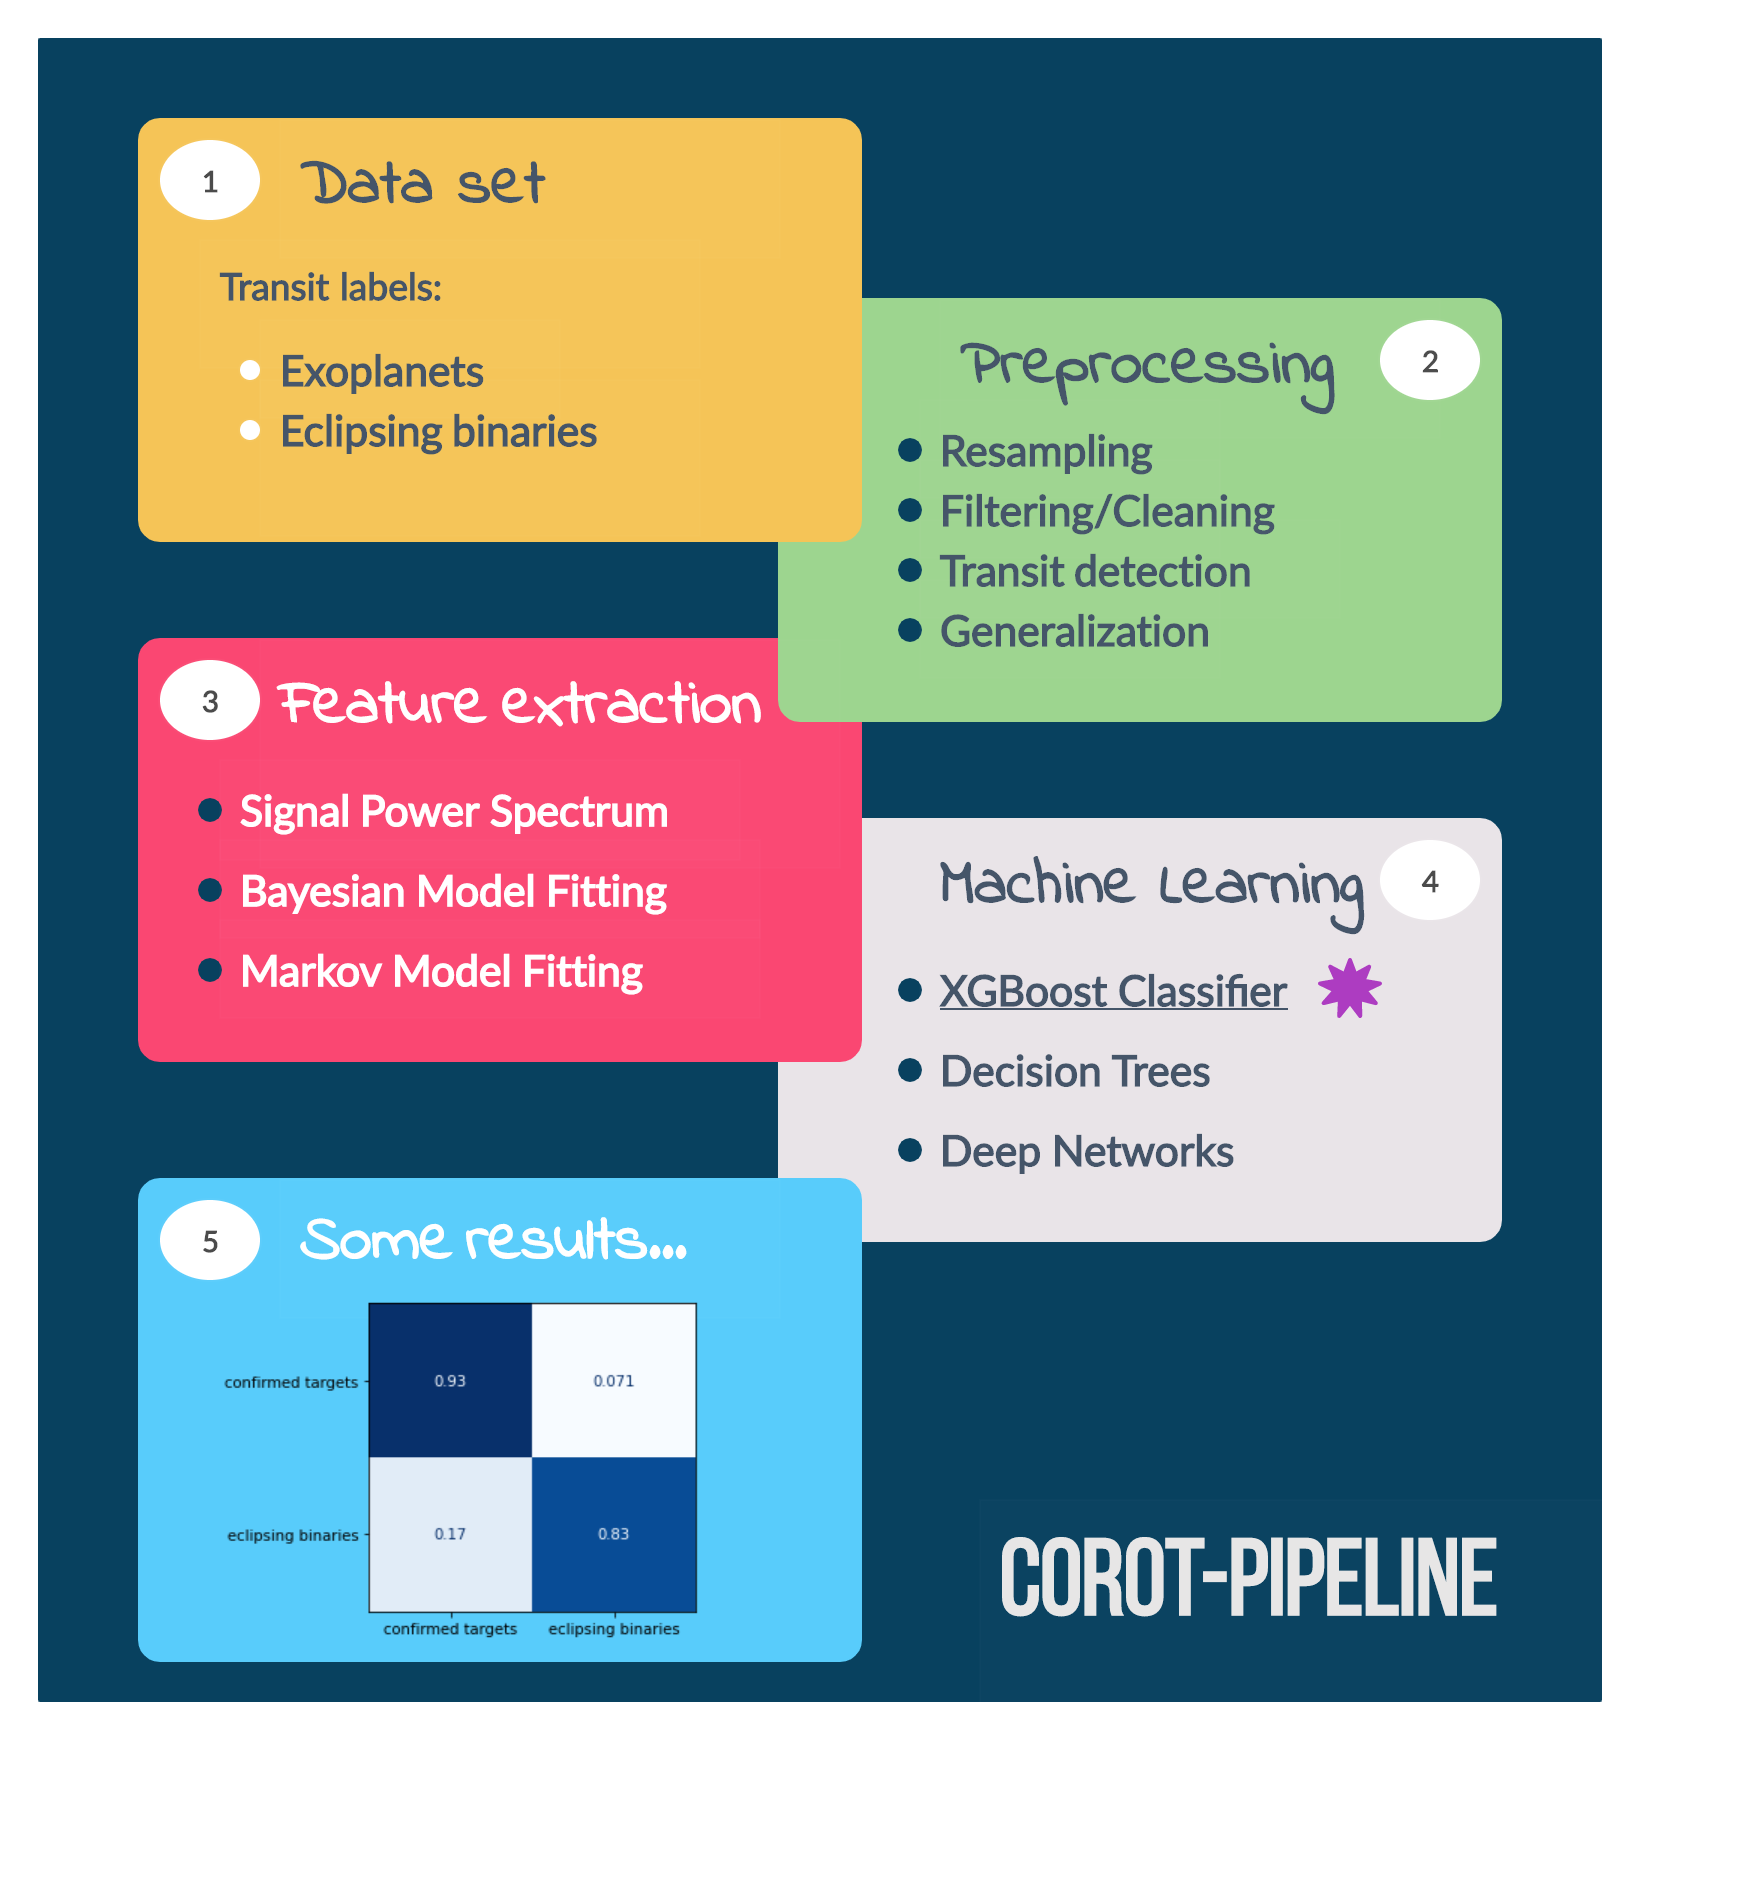 1
Data set
Transit labels:
Exoplanets
Eclipsing binaries
2
Preprocessing
Resampling
Filtering/Cleaning
Transit detection
Generalization
3
Feature extraction
Signal Power Spectrum
Bayesian Model Fitting
Markov Model Fitting
4
Machine Learning
XGBoost Classifier
Decision Trees
Deep Networks
5
Some results...
confirmed targets 0.93 0.071
eclipsing binaries 0.17 0.83
confirmed targets eclipsing binaries
COROT-PIPELINE